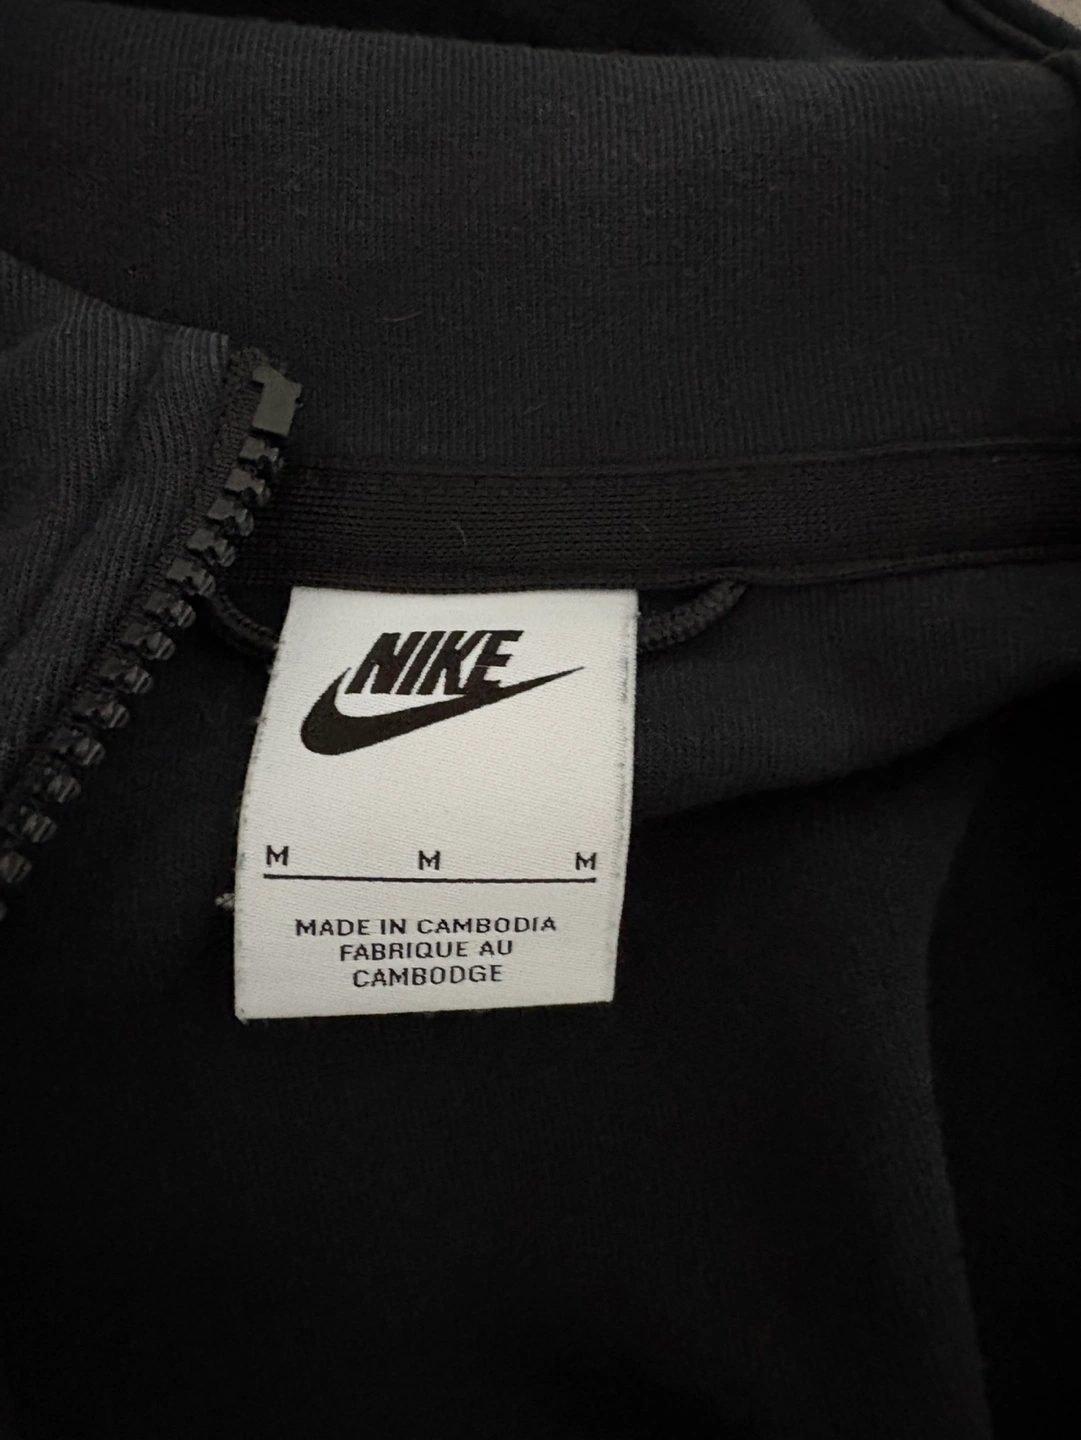 NIKE
M M M
MADE IN CAMBODIA
FABRIQUE AU
CAMBODGE